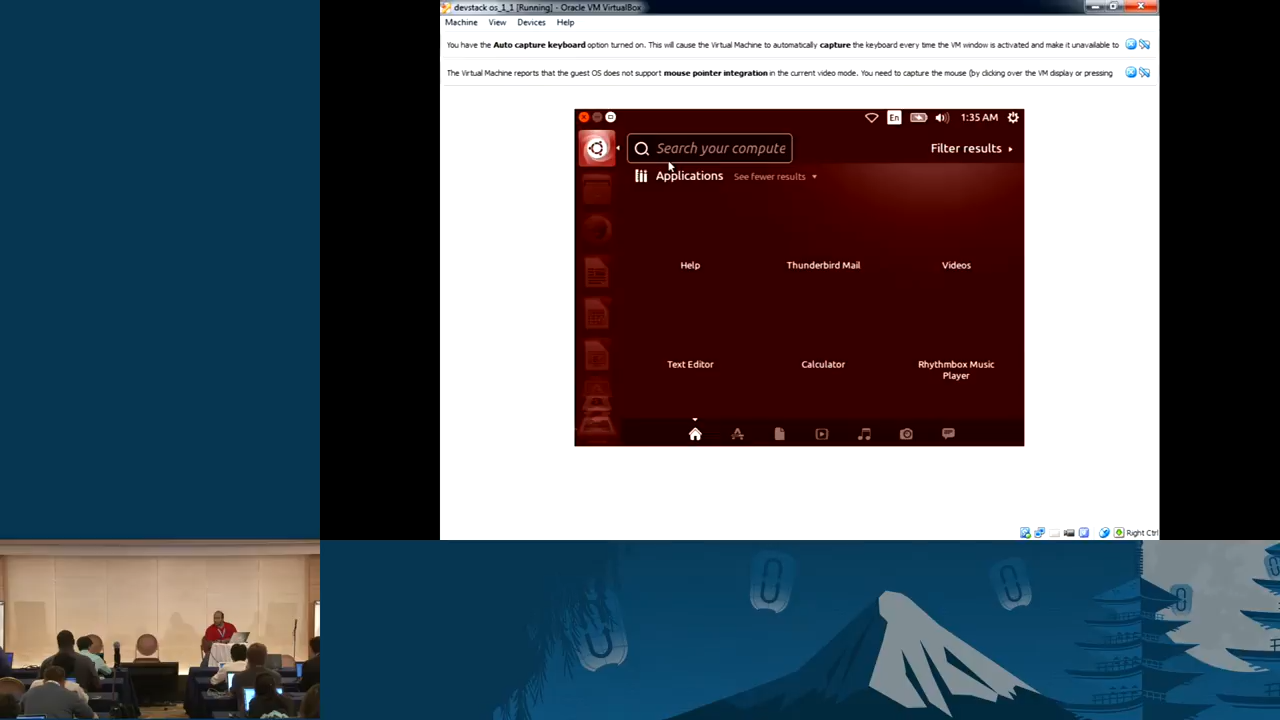 devstack os_1_1 [Running] - Oracle VM VirtualBox
Machine View Devices Help
You have the Auto capture keyboard option turned on. This will cause the Virtual Machine to automatically capture the keyboard every time the VM window is activated and make it unavailable to
The Virtual Machine reports that the guest OS does not support mouse pointer integration in the current video mode. You need to capture the mouse (by clicking over the VM display or pressing
En 1:35 AM
Search your compute
Filter results
Applications See fewer results
Help Thunderbird Mail Videos
Text Editor Calculator Rhythmbox Music
Player
Right Ctrl